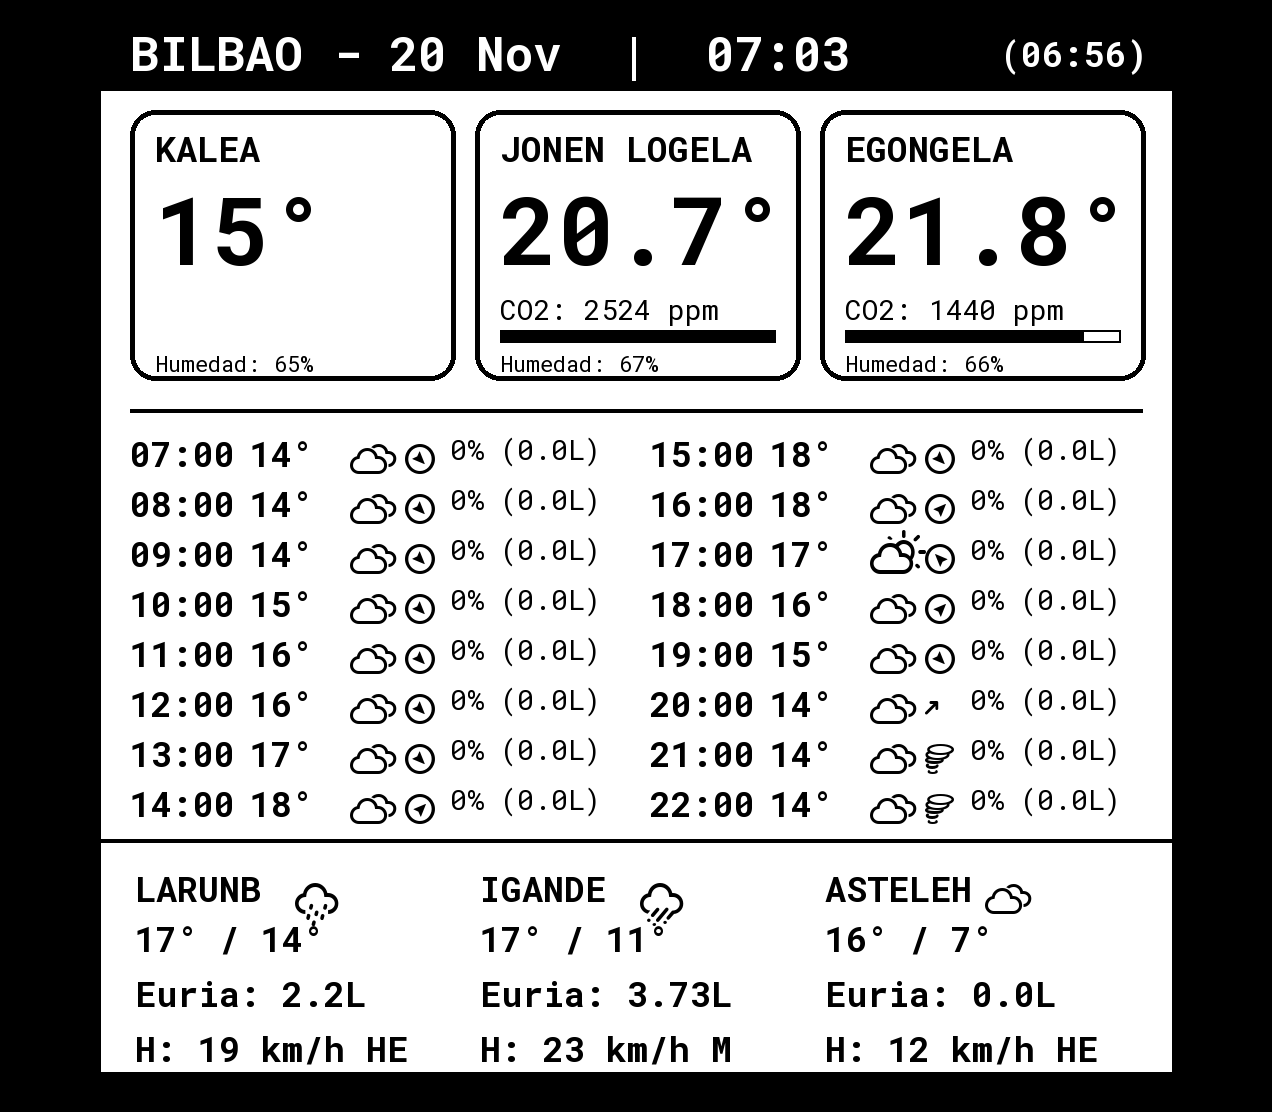 BILBAO - 20 Nov | 07:03 (06:56)
KALEA
15°
Humedad: 65%
JONEN LOGELA
20.7°
CO2: 2524 ppm
Humedad: 67%
EGONGELA
21.8°
CO2: 1440 ppm
Humedad: 66%
07:00 14° 0% (0.0L)
08:00 14° 0% (0.0L)
09:00 14° 0% (0.0L)
10:00 15° 0% (0.0L)
11:00 16° 0% (0.0L)
12:00 16° 0% (0.0L)
13:00 17° 0% (0.0L)
14:00 18° 0% (0.0L)
15:00 18° 0% (0.0L)
16:00 18° 0% (0.0L)
17:00 17° 0% (0.0L)
18:00 16° 0% (0.0L)
19:00 15° 0% (0.0L)
20:00 14° 0% (0.0L)
21:00 14° 0% (0.0L)
22:00 14° 0% (0.0L)
LARUNB
17° / 14°
Euria: 2.2L
H: 19 km/h HE
IGANDE
17° / 11°
Euria: 3.73L
H: 23 km/h M
ASTELEH
16° / 7°
Euria: 0.0L
H: 12 km/h HE